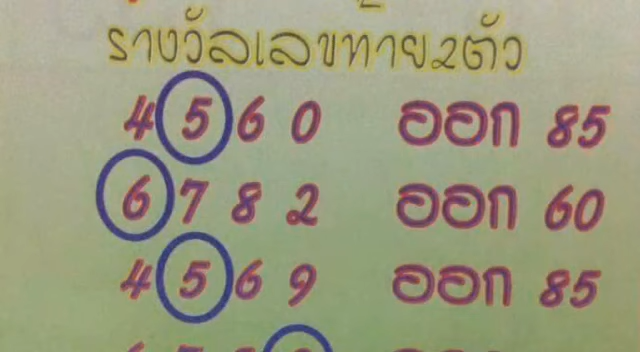 รางวัลเลขท้าย2ตัว
4 5 6 0 ออก 85
6 7 8 2 ออก 60
4 5 6 9 ออก 85